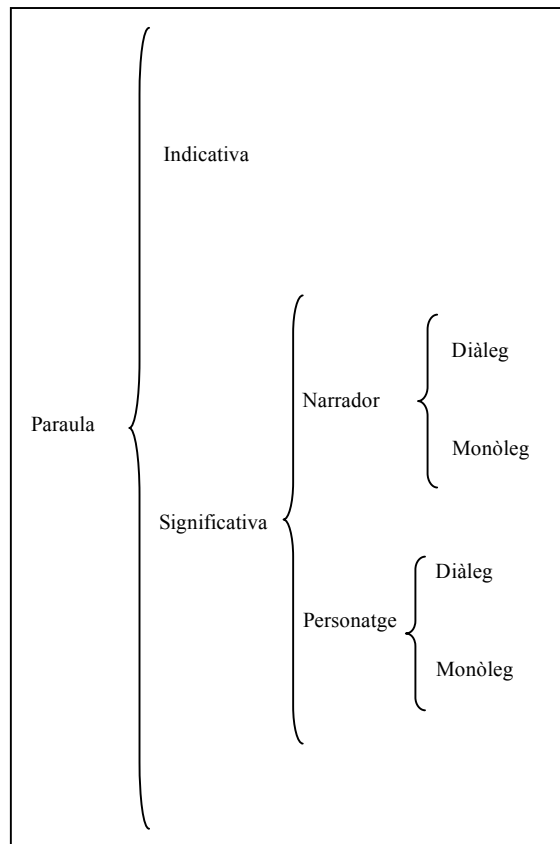 Indicativa
Diàleg
Narrador
Paraula
Monòleg
Significativa
Diàleg
Personatge
Monòleg